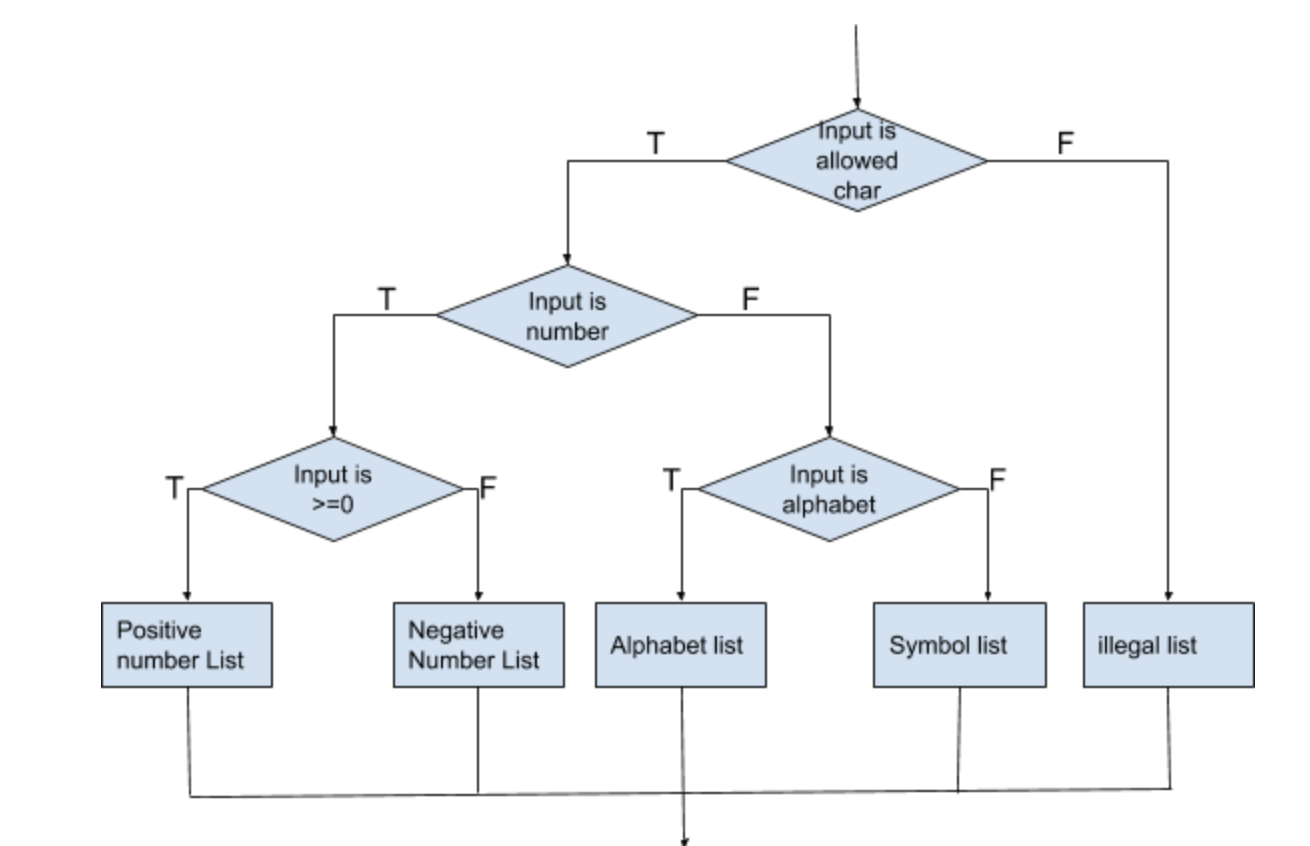 Input is
allowed
char
T
F
Input is
number
T
F
Input is
>=0
T
F
Input is
alphabet
T
F
Positive
number List
Negative
Number List
Alphabet list
Symbol list
illegal list